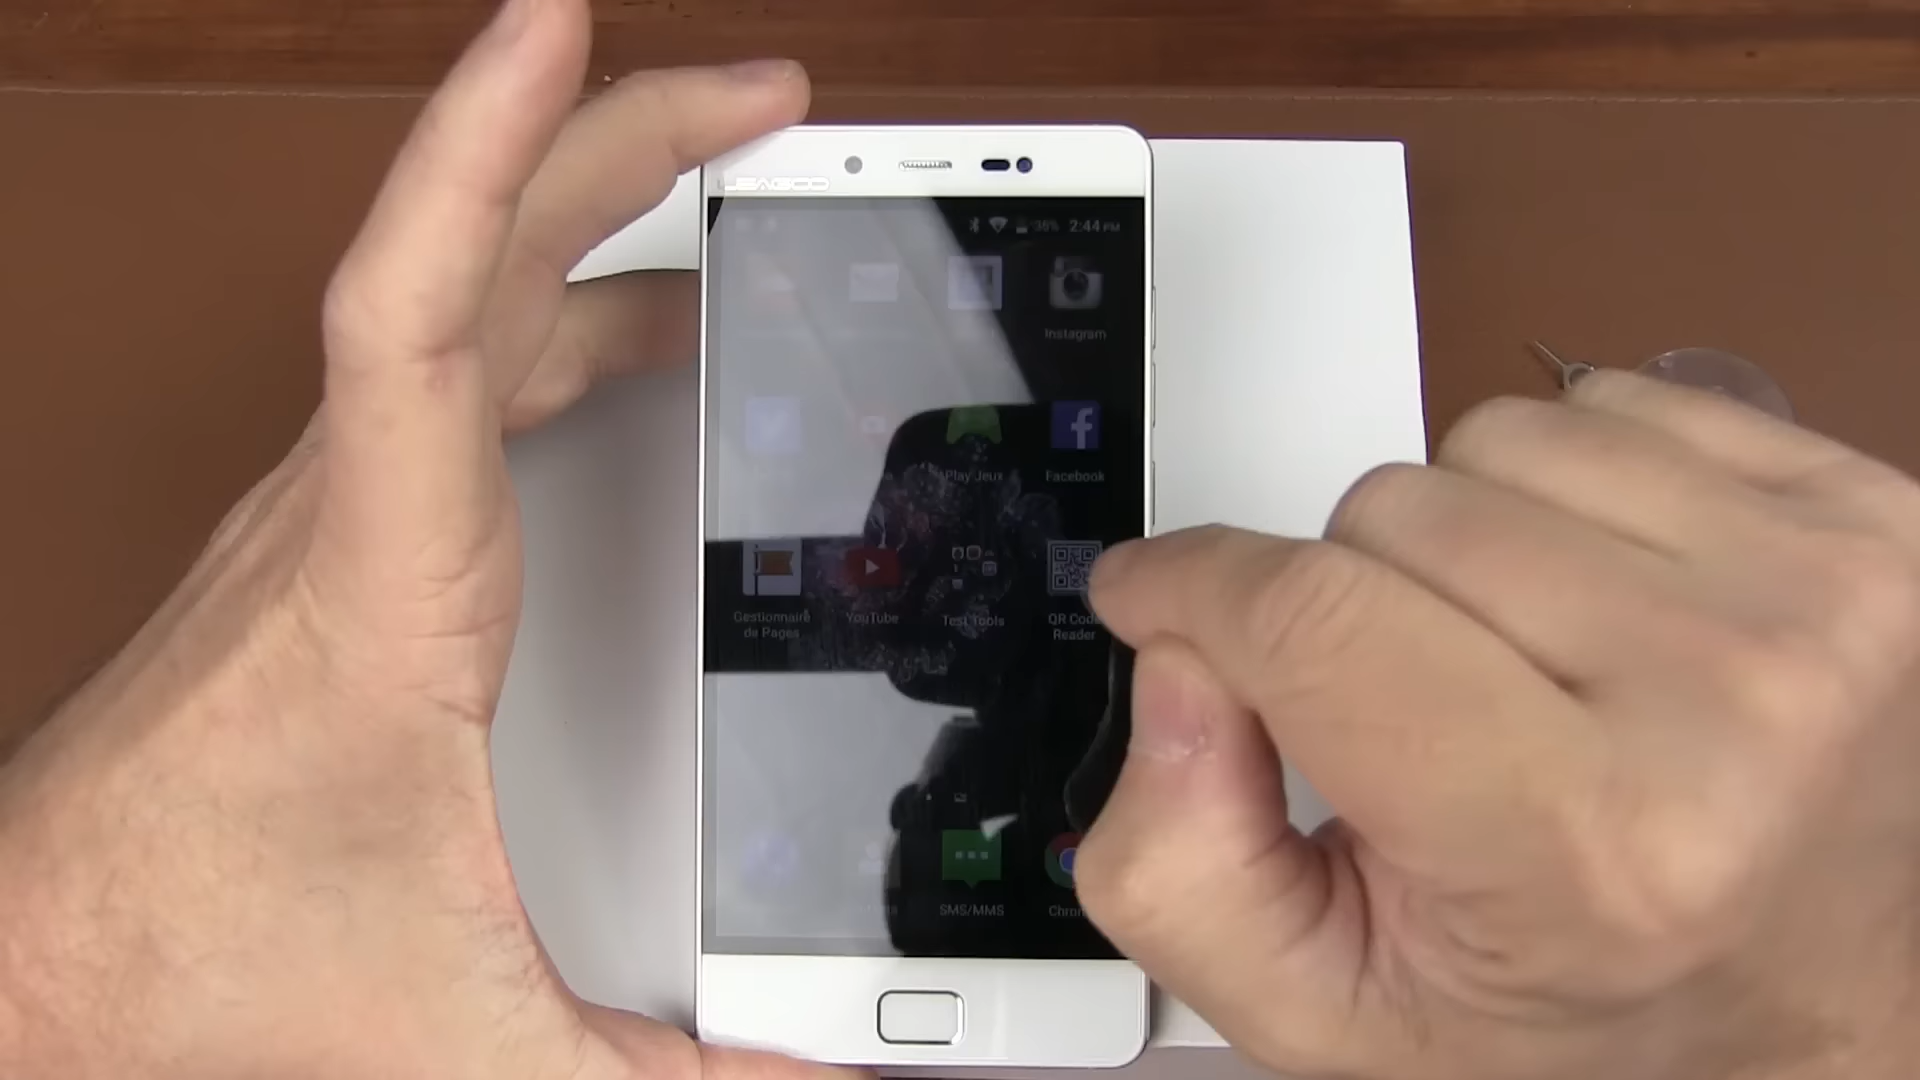 LEAGOO
36% 2:44 PM
Instagram
Play Jeux
Facebook
Gestionnaire
de Pages
YouTube
Test Tools
QR Code
Reader
SMS/MMS